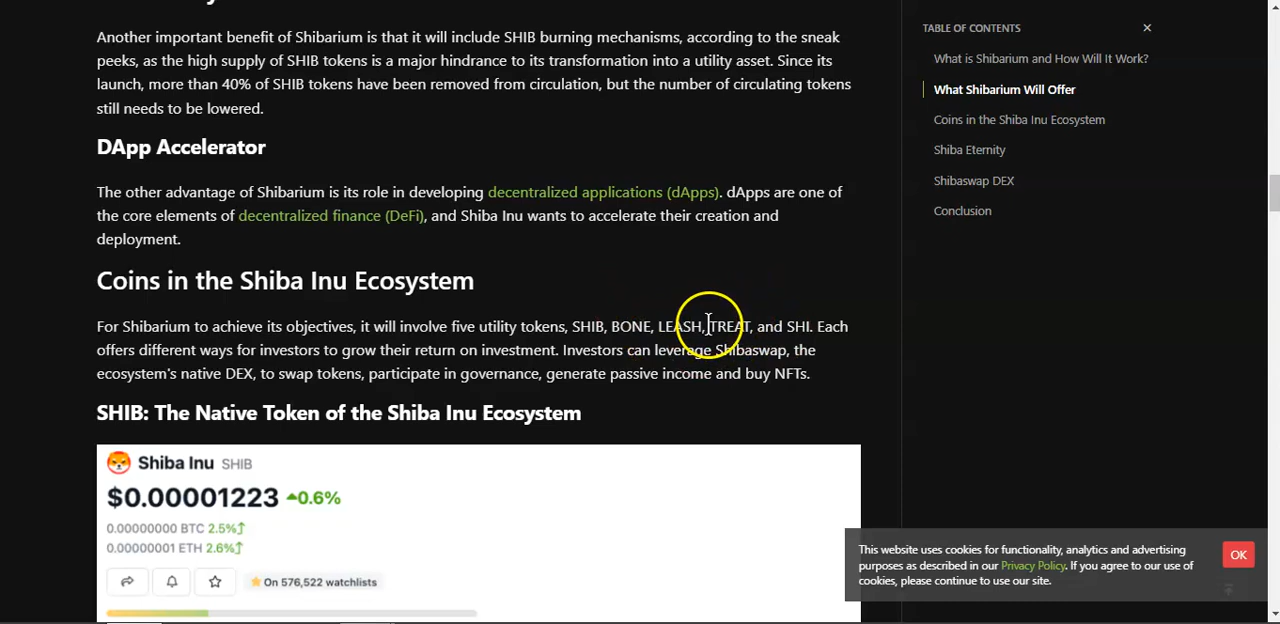 Another important benefit of Shibarium is that it will include SHIB burning mechanisms, according to the sneak
peeks, as the high supply of SHIB tokens is a major hindrance to its transformation into a utility asset. Since its
launch, more than 40% of SHIB tokens have been removed from circulation, but the number of circulating tokens
still needs to be lowered.
DApp Accelerator
The other advantage of Shibarium is its role in developing decentralized applications (dApps). dApps are one of
the core elements of decentralized finance (DeFi), and Shiba Inu wants to accelerate their creation and
deployment.
Coins in the Shiba Inu Ecosystem
For Shibarium to achieve its objectives, it will involve five utility tokens, SHIB, BONE, LEASH, TREAT, and SHI. Each
offers different ways for investors to grow their return on investment. Investors can leverage Shibaswap, the
ecosystem's native DEX, to swap tokens, participate in governance, generate passive income and buy NFTs.
SHIB: The Native Token of the Shiba Inu Ecosystem
Shiba Inu SHIB
$0.00001223 0.6%
0.00000000 BTC 2.5%
0.00000001 ETH 2.6%
On 576,522 watchlists
TABLE OF CONTENTS
What is Shibarium and How Will It Work?
What Shibarium Will Offer
Coins in the Shiba Inu Ecosystem
Shiba Eternity
Shibaswap DEX
Conclusion
This website uses cookies for functionality, analytics and advertising
purposes as described in our Privacy Policy. If you agree to our use of
cookies, please continue to use our site.
OK